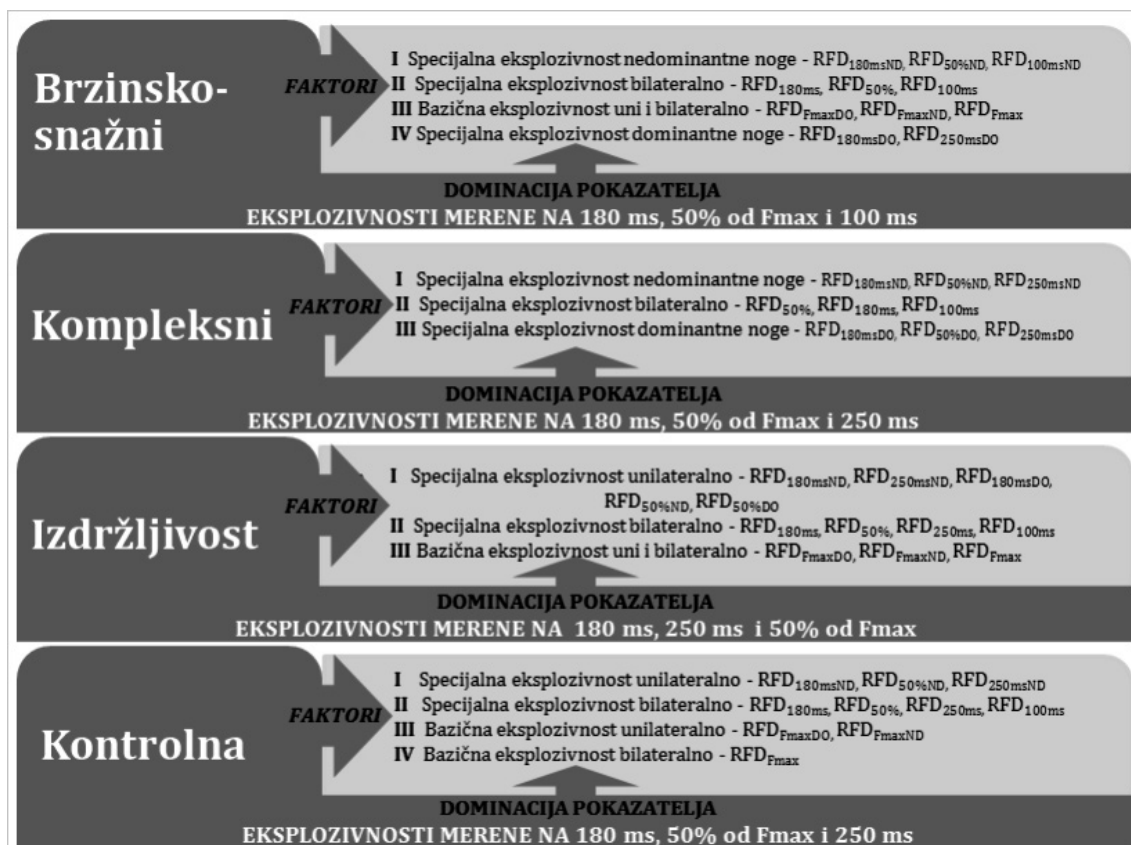 Brzinsko-
snažni
FAKTORI
I Specijalna eksplozivnost nedominantne noge - RFD180msND, RFD50%ND, RFD100msND
II Specijalna eksplozivnost bilateralno - RFD180ms, RFD50%, RFD100ms
III Bazična eksplozivnost uni i bilateralno - RFDFmaxDO, RFDFmaxND, RFDFmax
IV Specijalna eksplozivnost dominantne noge - RFD180msDO, RFD250msDO
DOMINACIJA POKAZATELJA
EKSPLOZIVNOSTI MERENE NA 180 ms, 50% od Fmax i 100 ms
Kompleksni
FAKTORI
I Specijalna eksplozivnost nedominantne noge - RFD180msND, RFD50%ND, RFD250msND
II Specijalna eksplozivnost bilateralno - RFD50%, RFD180ms, RFD100ms
III Specijalna eksplozivnost dominantne noge - RFD180msDO, RFD50%DO, RFD250msDO
DOMINACIJA POKAZATELJA
EKSPLOZIVNOSTI MERENE NA 180 ms, 50% od Fmax i 250 ms
Izdržljivost
FAKTORI
I Specijalna eksplozivnost unilateralno - RFD180msND, RFD250msND, RFD180msDO,
RFD50%ND, RFD50%DO
II Specijalna eksplozivnost bilateralno - RFD180ms, RFD50%, RFD250ms, RFD100ms
III Bazična eksplozivnost uni i bilateralno - RFDFmaxDO, RFDFmaxND, RFDFmax
DOMINACIJA POKAZATELJA
EKSPLOZIVNOSTI MERENE NA 180 ms, 250 ms i 50% od Fmax
Kontrolna
FAKTORI
I Specijalna eksplozivnost unilateralno - RFD180msND, RFD50%ND, RFD250msND
II Specijalna eksplozivnost bilateralno - RFD180ms, RFD50%, RFD250ms, RFD100ms
III Bazična eksplozivnost unilateralno - RFDFmaxDO, RFDFmaxND
IV Bazična eksplozivnost bilateralno - RFDFmax
DOMINACIJA POKAZATELJA
EKSPLOZIVNOSTI MERENE NA 180 ms, 50% od Fmax i 250 ms